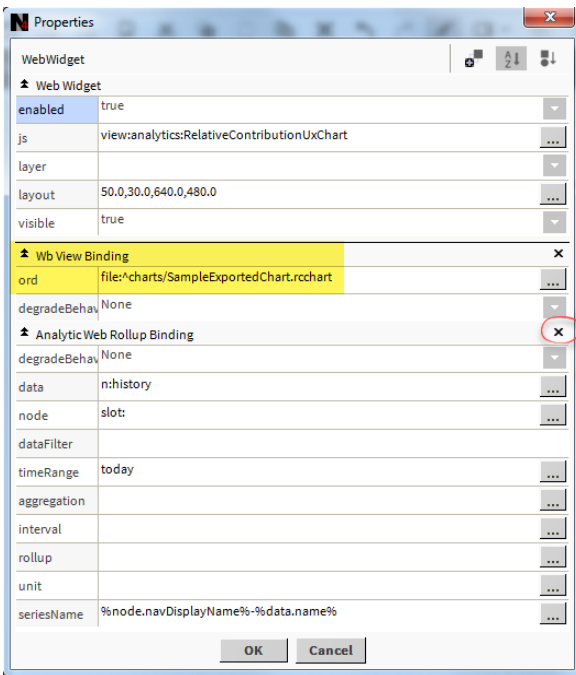 Properties
WebWidget
Web Widget
enabled true
js view:analytics:RelativeContributionUxChart ...
layer
layout 50.0,30.0,640.0,480.0 ...
visible true
Wb View Binding
ord file:^charts/SampleExportedChart.rcchart ...
degradeBehav None
Analytic Web Rollup Binding
degradeBehav None
data n:history ...
node slot: ...
dataFilter
timeRange today ...
aggregation ...
interval ...
rollup ...
unit ...
seriesName %node.navDisplayName%-%data.name% ...
OK Cancel